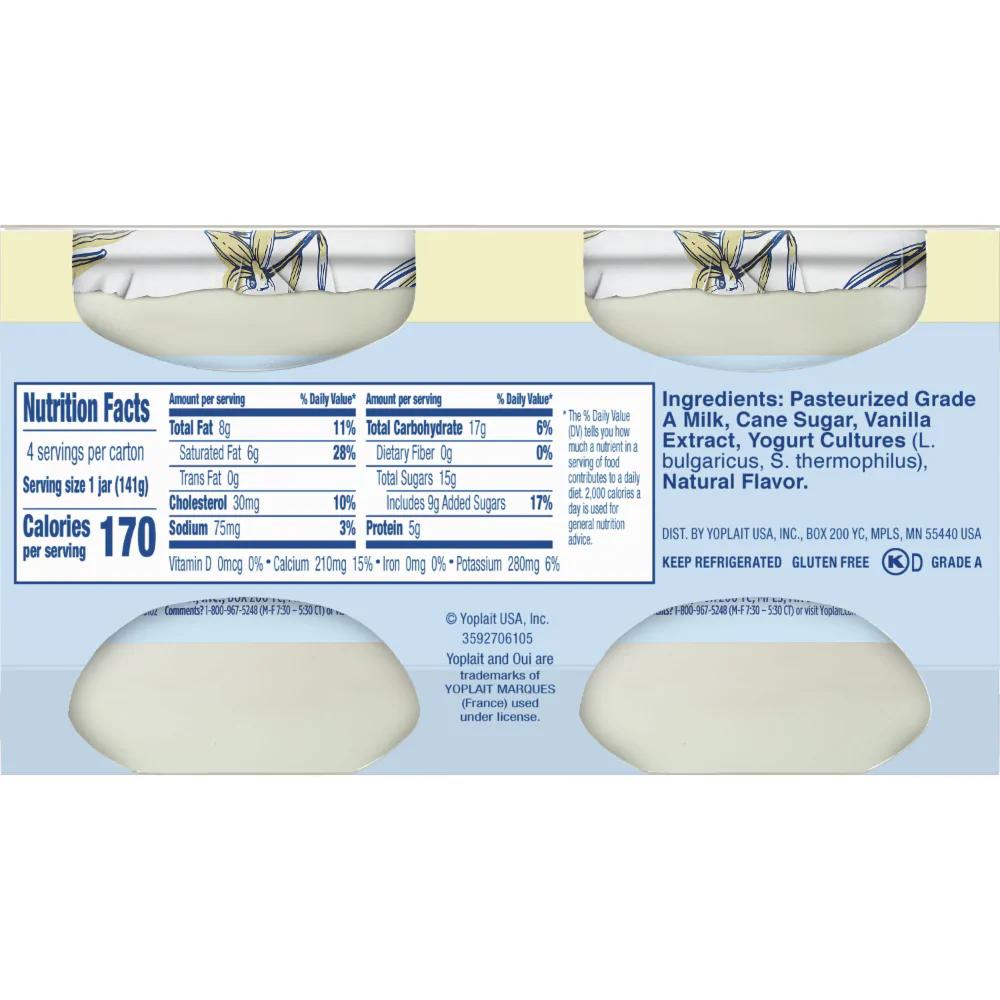 Nutrition Facts
4 servings per carton
Serving size 1 jar (141g)
Calories
per serving
170
Amount per serving % Daily Value*
Total Fat 8g 11%
Saturated Fat 6g 28%
Trans Fat 0g
Cholesterol 30mg 10%
Sodium 75mg 3%
Amount per serving % Daily Value*
Total Carbohydrate 17g 6%
Dietary Fiber 0g 0%
Total Sugars 15g
Includes 9g Added Sugars 17%
Protein 5g
Vitamin D 0mcg 0% • Calcium 210mg 15% • Iron 0mg 0% • Potassium 280mg 6%
* The % Daily Value
(DV) tells you how
much a nutrient in a
serving of food
contributes to a daily
diet. 2,000 calories a
day is used for
general nutrition
advice.
Ingredients: Pasteurized Grade
A Milk, Cane Sugar, Vanilla
Extract, Yogurt Cultures (L.
bulgaricus, S. thermophilus),
Natural Flavor.
DIST. BY YOPLAIT USA, INC., BOX 200 YC, MPLS, MN 55440 USA
KEEP REFRIGERATED GLUTEN FREE K D GRADE A
Comments? 1-800-967-5248 (M-F 7:30 – 5:30 CT) or
1-800-967-5248 (M-F 7:30 – 5:30 CT) or visit
© Yoplait USA, Inc.
3592706105
Yoplait and Oui are
trademarks of
YOPLAIT MARQUES
(France) used
under license.